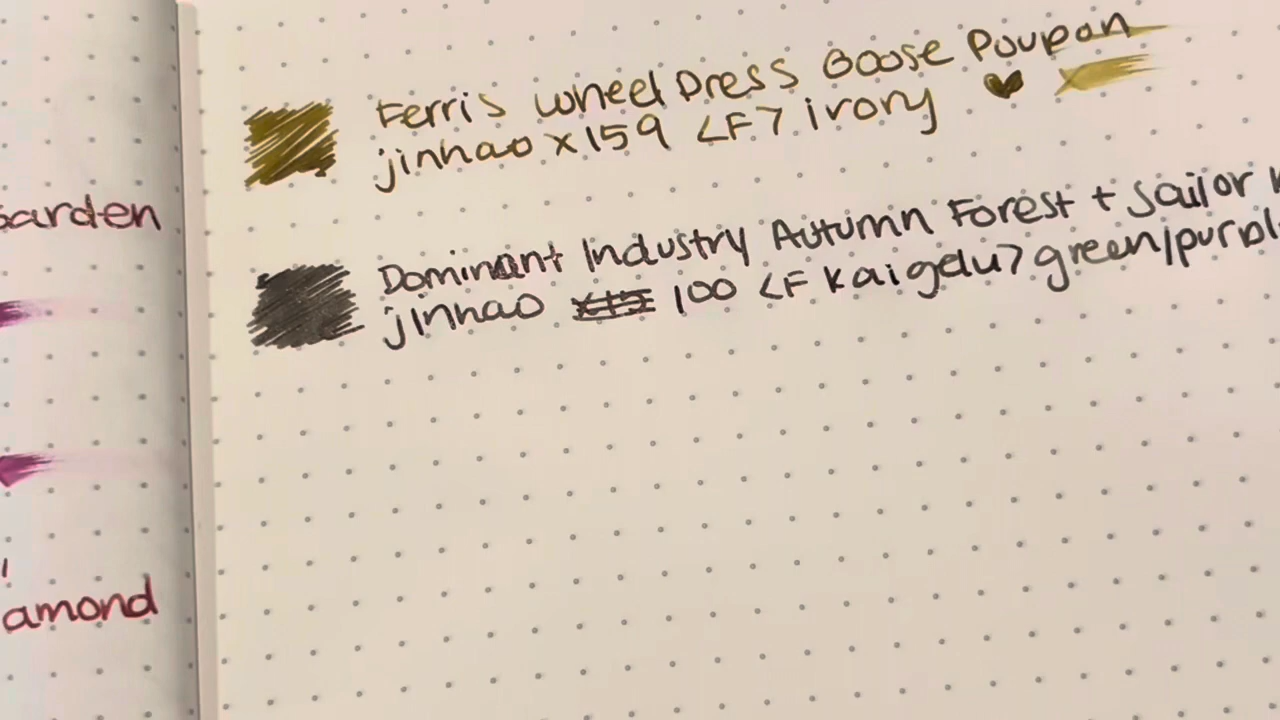 Garden
amond
Ferris Wheel Press Goose Poupon
jinhao x159 <F> ivory
Dominant Industry Autumn Forest + Sailor
jinhao 100 <F Kaigelu> green/purpl